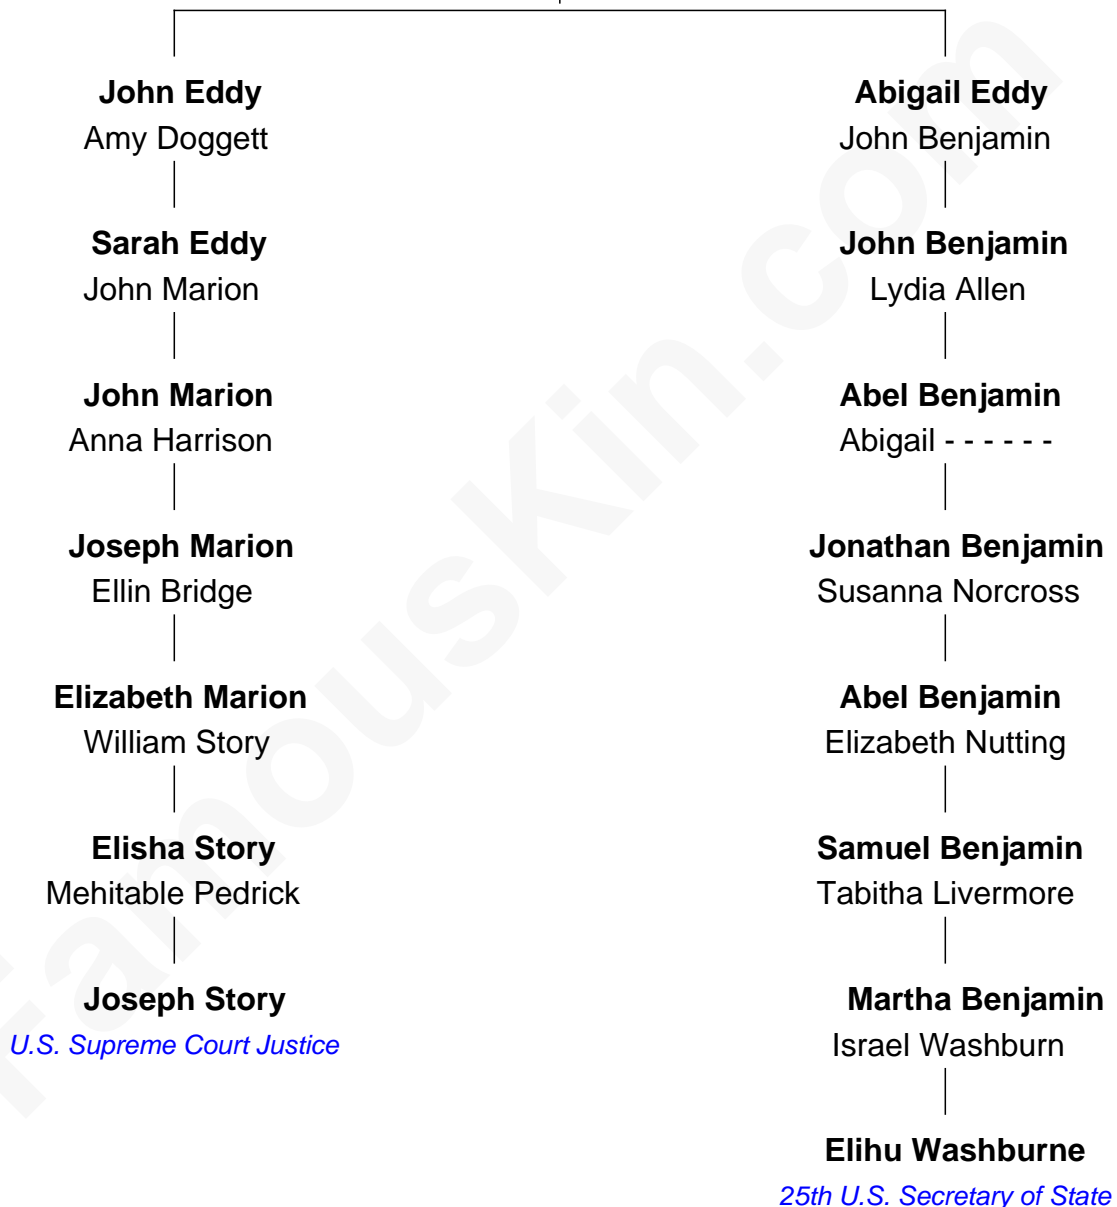 John Eddy
Amy Doggett
Sarah Eddy
John Marion
John Marion
Anna Harrison
Joseph Marion
Ellin Bridge
Elizabeth Marion
William Story
Elisha Story
Mehitable Pedrick
Joseph Story
U.S. Supreme Court Justice
Abigail Eddy
John Benjamin
John Benjamin
Lydia Allen
Abel Benjamin
Abigail - - - - - -
Jonathan Benjamin
Susanna Norcross
Abel Benjamin
Elizabeth Nutting
Samuel Benjamin
Tabitha Livermore
Martha Benjamin
Israel Washburn
Elihu Washburne
25th U.S. Secretary of State
FamousKin.com